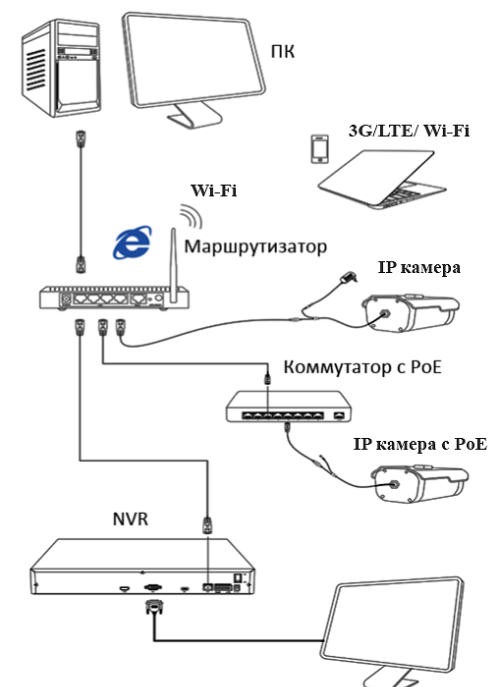 ПК
3G/LTE/ Wi-Fi
Wi-Fi
Маршрутизатор
IP камера
Коммутатор с PoE
IP камера с PoE
NVR